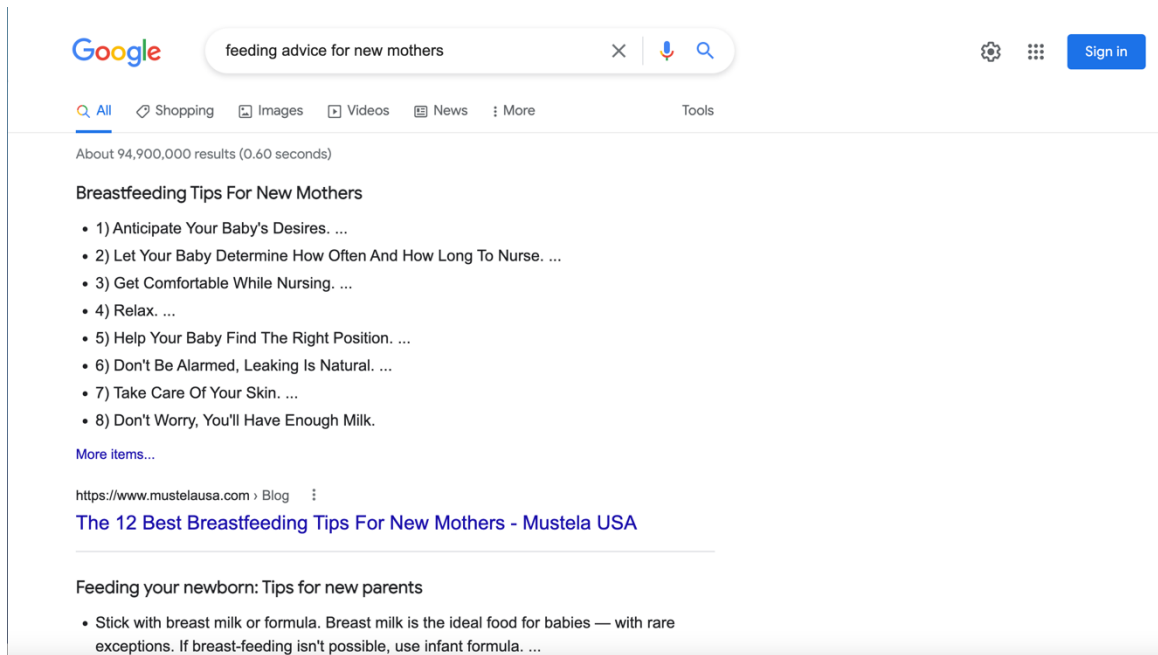 Google
feeding advice for new mothers
Sign in
All Shopping Images Videos News More Tools
About 94,900,000 results (0.60 seconds)
Breastfeeding Tips For New Mothers
• 1) Anticipate Your Baby's Desires. ...
• 2) Let Your Baby Determine How Often And How Long To Nurse. ...
• 3) Get Comfortable While Nursing. ...
• 4) Relax. ...
• 5) Help Your Baby Find The Right Position. ...
• 6) Don't Be Alarmed, Leaking Is Natural. ...
• 7) Take Care Of Your Skin. ...
• 8) Don't Worry, You'll Have Enough Milk.
More items...
https://www.mustelausa.com › Blog
The 12 Best Breastfeeding Tips For New Mothers - Mustela USA
Feeding your newborn: Tips for new parents
• Stick with breast milk or formula. Breast milk is the ideal food for babies — with rare
exceptions. If breast-feeding isn't possible, use infant formula. ...